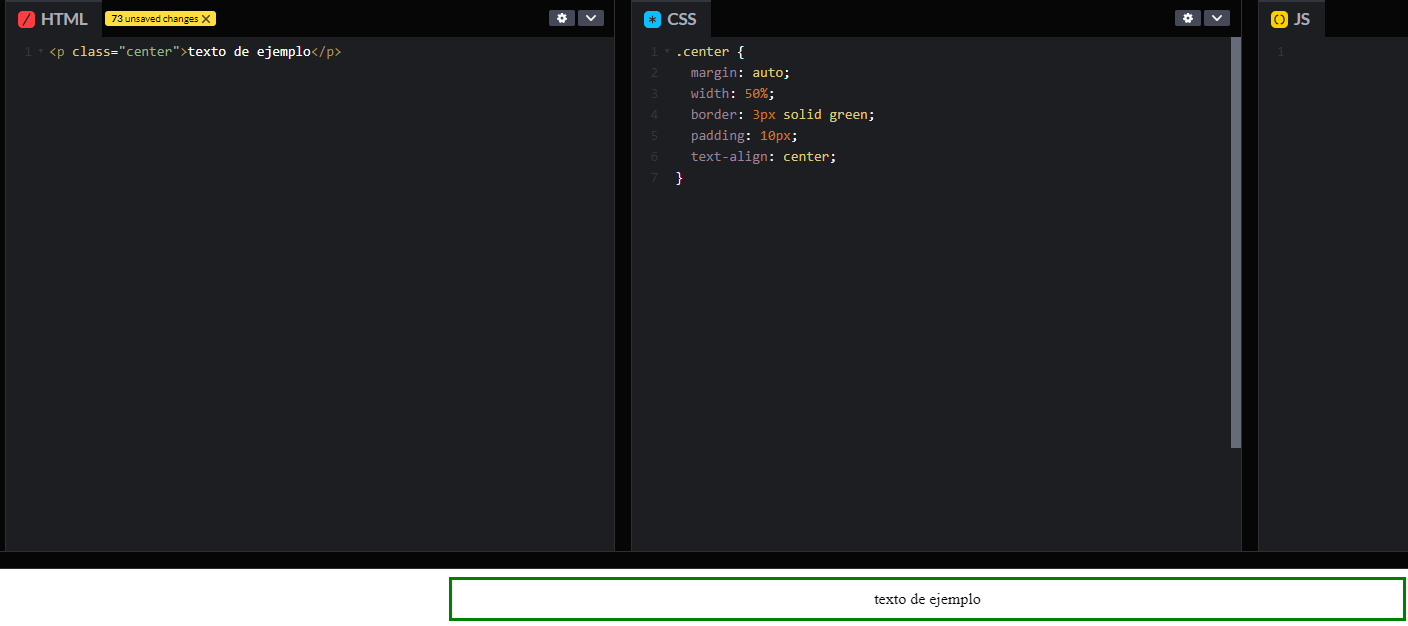 HTML
73 unsaved changes
CSS
JS
1 <p class="center">texto de ejemplo</p>
1 .center {
2 margin: auto;
3 width: 50%;
4 border: 3px solid green;
5 padding: 10px;
6 text-align: center;
7 }
1
texto de ejemplo